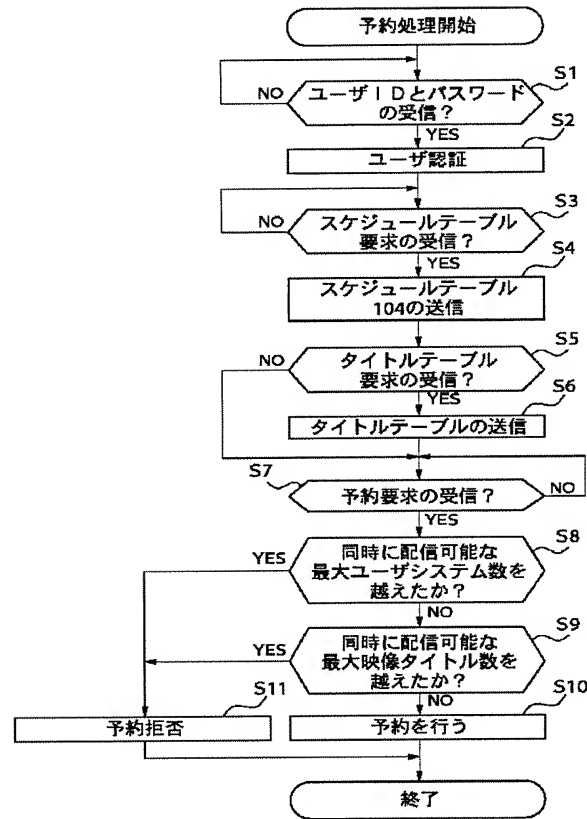 予約処理開始
S1
ユーザIDとパスワード
の受信？
NO
YES
S2
ユーザ認証
S3
スケジュールテーブル
要求の受信？
NO
YES
S4
スケジュールテーブル
104の送信
S5
タイトルテーブル
要求の受信？
NO
YES
S6
タイトルテーブルの送信
S7
予約要求の受信？
NO
YES
S8
同時に配信可能な
最大ユーザシステム数を
越えたか？
YES
NO
S9
同時に配信可能な
最大映像タイトル数を
越えたか？
YES
NO
S11
予約拒否
S10
予約を行う
終了